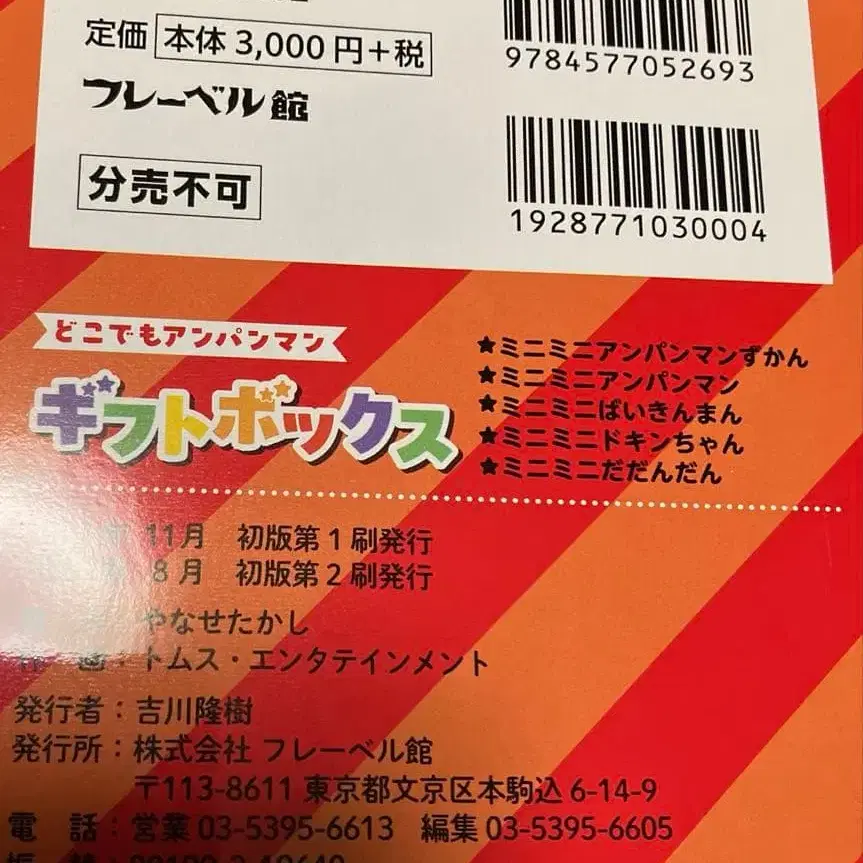 定価 本体 3,000 円+税
9784577052693
フレーベル館
分売不可
1928771030004
どこでもアンパンマン
ギフトボックス
★ミニミニアンパンマンずかん
★ミニミニアンパンマン
★ミニミニばいきんまん
★ミニミニドキンちゃん
★ミニミニだだんだん
年 11月 初版第1刷発行
年 8月 初版第2刷発行
やなせたかし
作 画:トムス・エンタテインメント
発行者:吉川隆樹
発行所:株式会社 フレーベル館
〒113-8611 東京都文京区本駒込 6-14-9
電 話:営業 03-5395-6613 編集 03-5395-6605